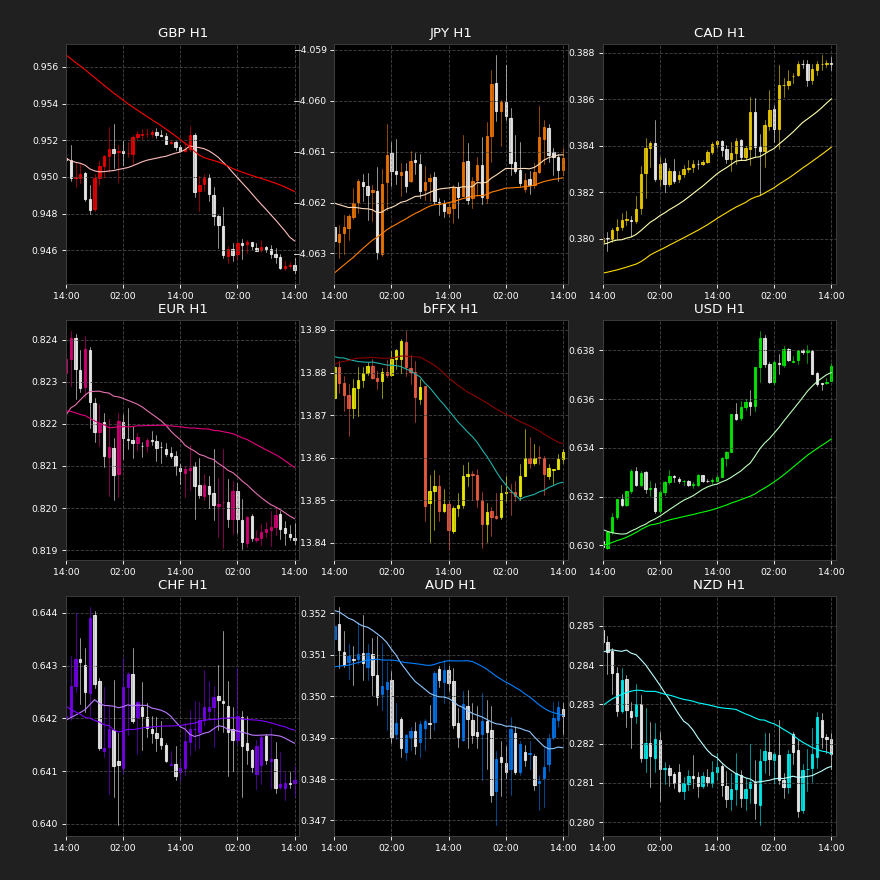 GBP H1
JPY H1
CAD H1
0.956
0.954
0.952
0.950
0.948
0.946
-4.059
-4.060
-4.061
-4.062
-4.063
0.388
0.386
0.384
0.382
0.380
14:00 02:00 14:00 02:00 14:00
14:00 02:00 14:00 02:00 14:00
14:00 02:00 14:00 02:00 14:00
EUR H1
bFFX H1
USD H1
0.824
0.823
0.822
0.821
0.820
0.819
13.89
13.88
13.87
13.86
13.85
13.84
0.638
0.636
0.634
0.632
0.630
14:00 02:00 14:00 02:00 14:00
14:00 02:00 14:00 02:00 14:00
14:00 02:00 14:00 02:00 14:00
CHF H1
AUD H1
NZD H1
0.644
0.643
0.642
0.641
0.640
0.352
0.351
0.350
0.349
0.348
0.347
0.285
0.284
0.283
0.282
0.281
0.280
14:00 02:00 14:00 02:00 14:00
14:00 02:00 14:00 02:00 14:00
14:00 02:00 14:00 02:00 14:00